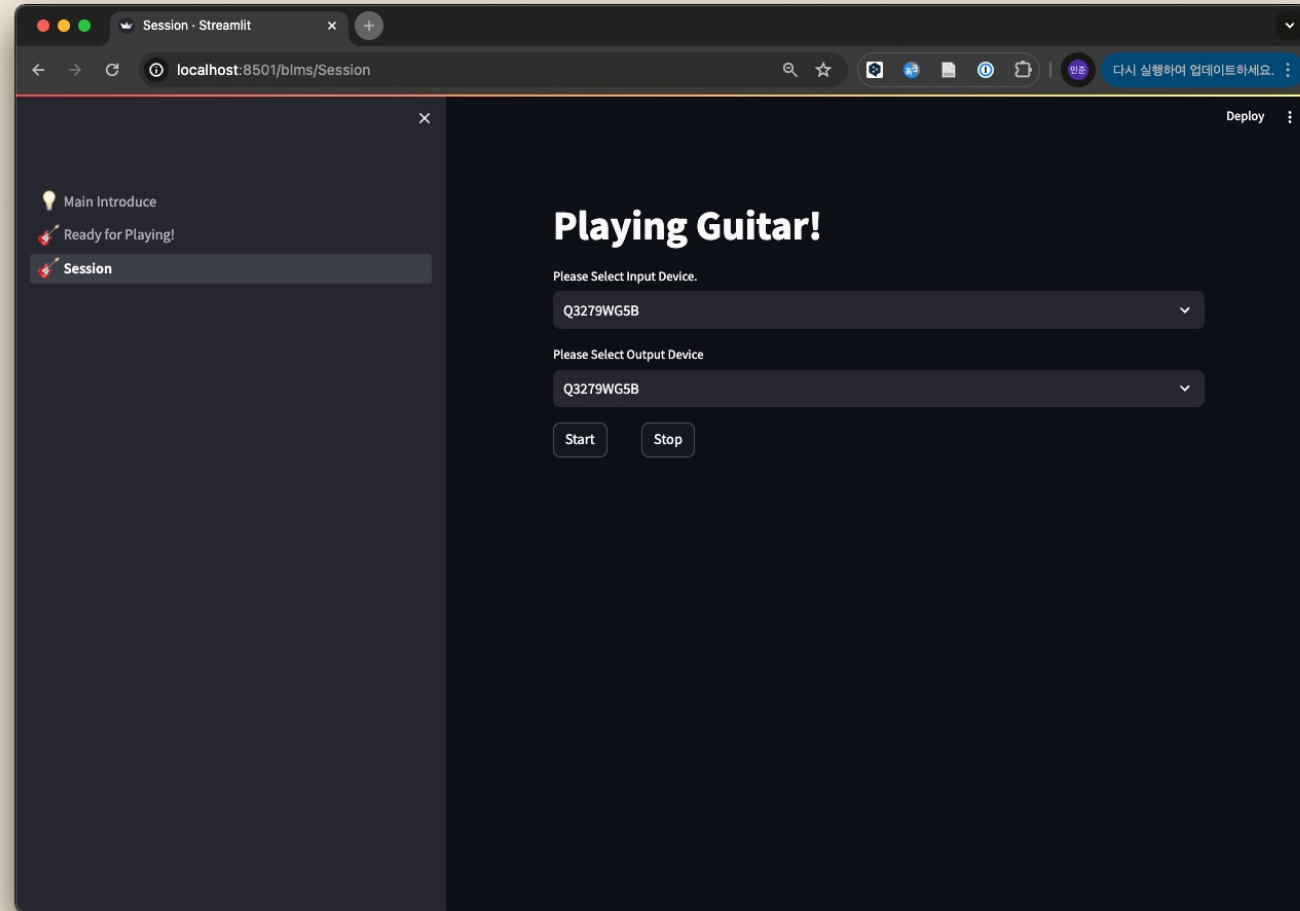 Session · Streamlit
localhost:8501/blms/Session
민준
다시 실행하여 업데이트하세요.
Deploy
Main Introduce
Ready for Playing!
Session
Playing Guitar!
Please Select Input Device.
Q3279WG5B
Please Select Output Device
Q3279WG5B
Start
Stop